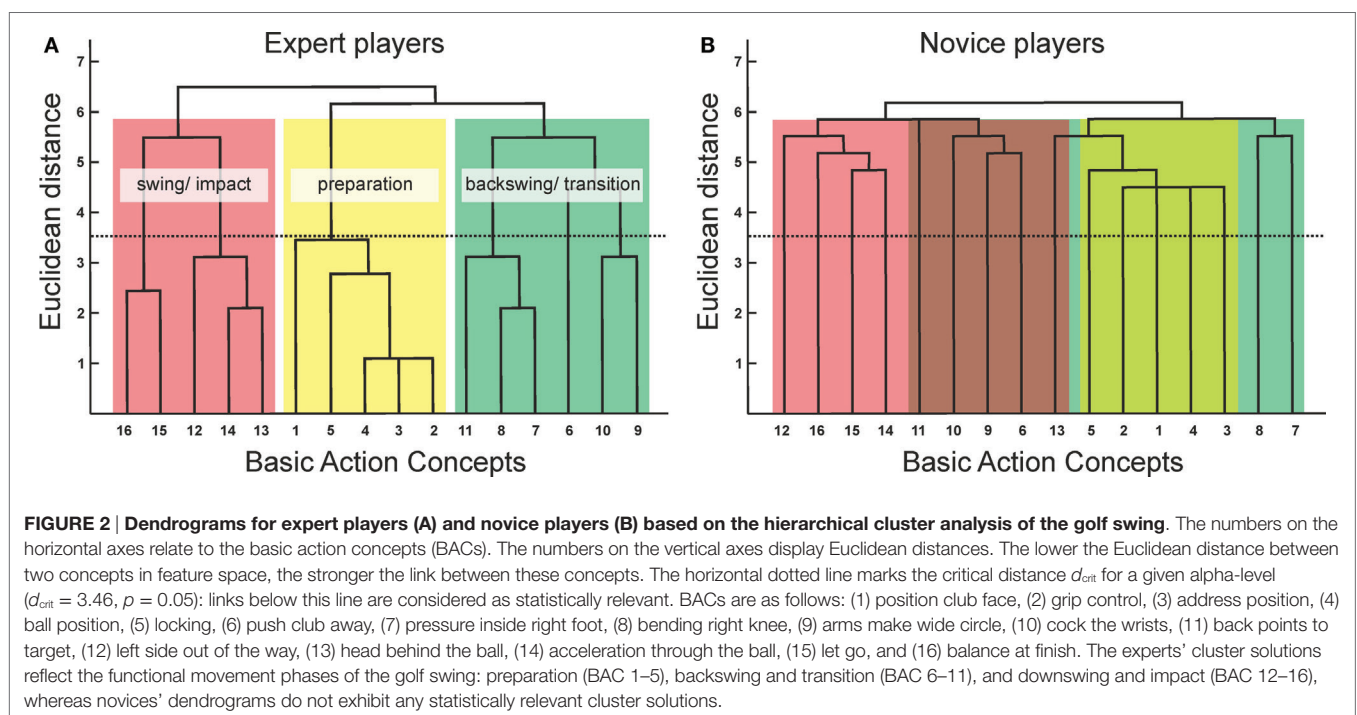 A
Expert players
7
6
5
4
3
2
1
Euclidean distance
swing/ impact
preparation
backswing/ transition
16 15 12 14 13 1 5 4 3 2 11 8 7 6 10 9
Basic Action Concepts
B
Novice players
7
6
5
4
3
2
1
Euclidean distance
12 16 15 14 11 10 9 6 13 5 2 1 4 3 8 7
Basic Action Concepts
FIGURE 2 | Dendrograms for expert players (A) and novice players (B) based on the hierarchical cluster analysis of the golf swing. The numbers on the
horizontal axes relate to the basic action concepts (BACs). The numbers on the vertical axes display Euclidean distances. The lower the Euclidean distance between
two concepts in feature space, the stronger the link between these concepts. The horizontal dotted line marks the critical distance dcrit for a given alpha-level
(dcrit = 3.46, p = 0.05): links below this line are considered as statistically relevant. BACs are as follows: (1) position club face, (2) grip control, (3) address position, (4)
ball position, (5) locking, (6) push club away, (7) pressure inside right foot, (8) bending right knee, (9) arms make wide circle, (10) cock the wrists, (11) back points to
target, (12) left side out of the way, (13) head behind the ball, (14) acceleration through the ball, (15) let go, and (16) balance at finish. The experts' cluster solutions
reflect the functional movement phases of the golf swing: preparation (BAC 1–5), backswing and transition (BAC 6–11), and downswing and impact (BAC 12–16),
whereas novices' dendrograms do not exhibit any statistically relevant cluster solutions.